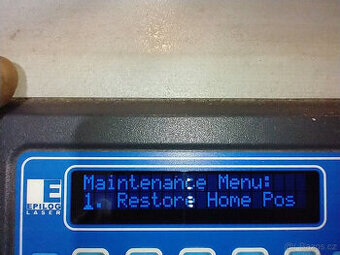 Maintenance Menu:
1. Restore Home Pos
EPILOG
LASER